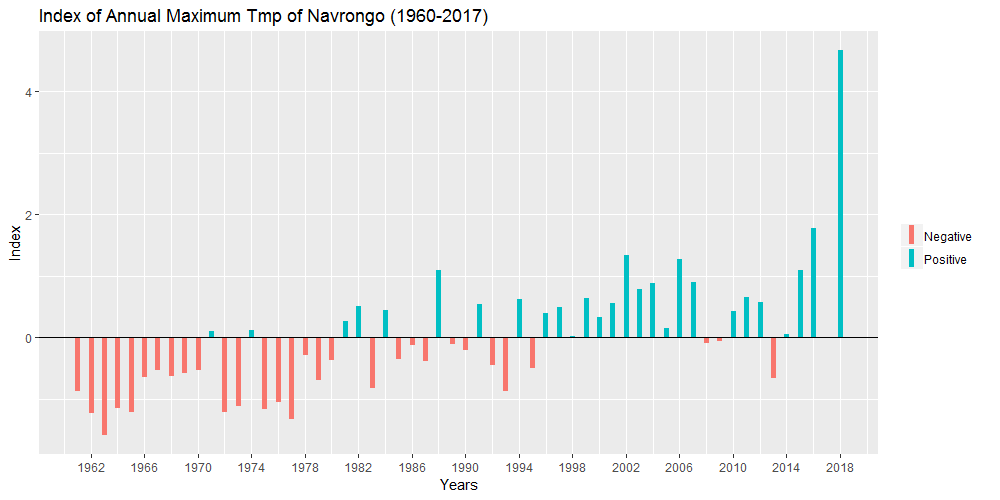 Index of Annual Maximum Tmp of Navrongo (1960-2017)
4
2
0
Index
1962 1966 1970 1974 1978 1982 1986 1990 1994 1998 2002 2006 2010 2014 2018
Years
Negative
Positive